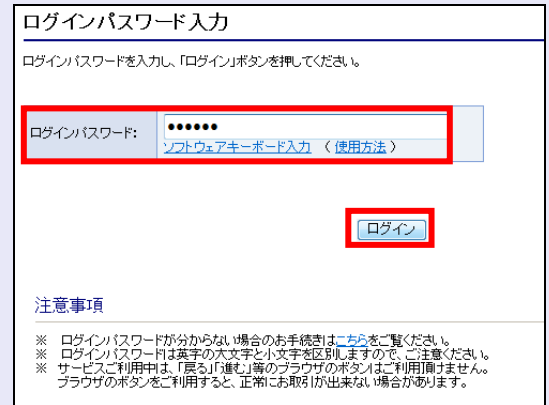 ログインパスワード入力
ログインパスワードを入力し、「ログイン」ボタンを押してください。
ログインパスワード:
●●●●●●
ソフトウェアキーボード入力 （使用方法）
ログイン
注意事項
※ ログインパスワードが分からない場合のお手続きはこちらをご覧ください。
※ ログインパスワードは英字の大文字と小文字を区別しますので、ご注意ください。
※ サービスご利用中は、「戻る」「進む」等のブラウザのボタンはご利用頂けません。
ブラウザのボタンをご利用すると、正常にお取引が出来ない場合があります。